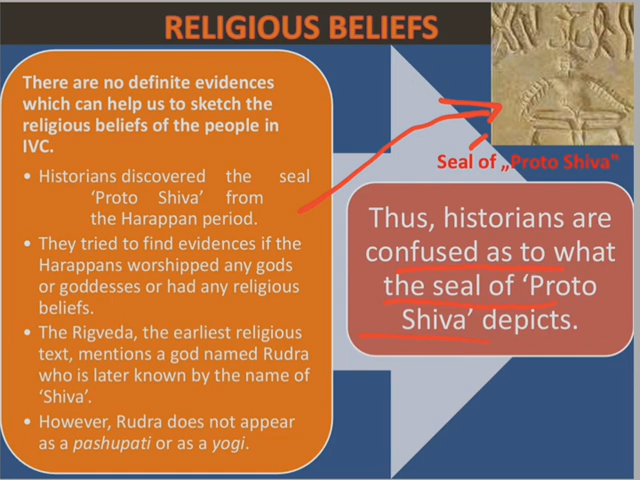 RELIGIOUS BELIEFS
There are no definite evidences
which can help us to sketch the
religious beliefs of the people in
IVC.
• Historians discovered the seal
‘Proto Shiva’ from
the Harappan period.
• They tried to find evidences if the
Harappans worshipped any gods
or goddesses or had any religious
beliefs.
• The Rigveda, the earliest religious
text, mentions a god named Rudra
who is later known by the name of
‘Shiva’.
• However, Rudra does not appear
as a pashupati or as a yogi.
Seal of „Proto Shiva‟
Thus, historians are
confused as to what
the seal of ‘Proto
Shiva’ depicts.